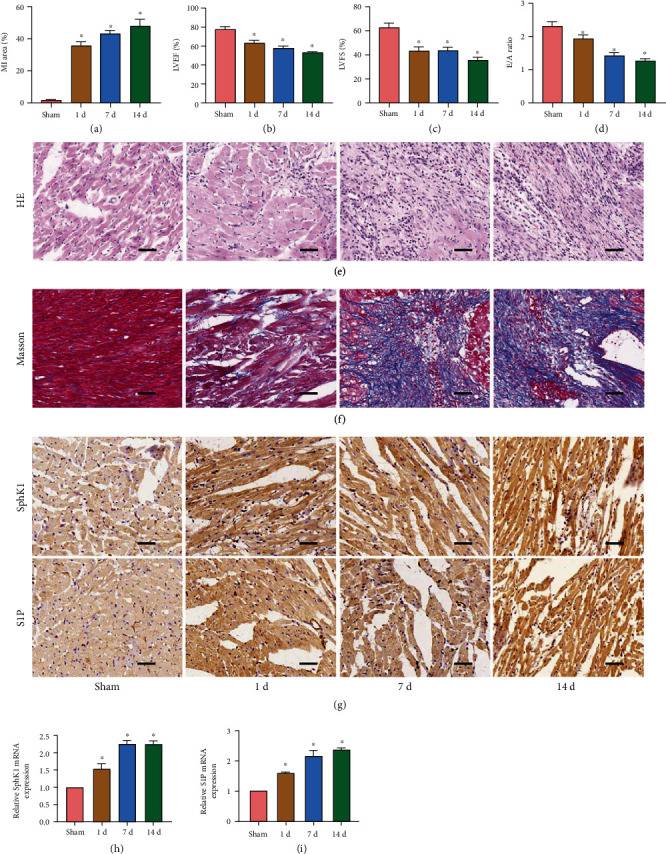 MI area (%)
60
40
20
0
Sham
1 d
7 d
14 d
*
*
*
(a)
LVEF (%)
100
80
60
40
20
0
Sham
1 d
7 d
14 d
*
*
*
(b)
LVFS (%)
80
60
40
20
0
Sham
1 d
7 d
14 d
*
*
*
(c)
E/A ratio
3
2
1
0
Sham
1 d
7 d
14 d
*
*
*
(d)
HE
(e)
Masson
(f)
SphK1
S1P
Sham
1 d
7 d
14 d
(g)
Relative SphK1 mRNA
expression
2.5
2.0
1.5
1.0
0.5
0.0
Sham
1 d
7 d
14 d
*
*
*
(h)
Relative S1P mRNA
expression
3
2
1
0
Sham
1 d
7 d
14 d
*
*
*
(i)